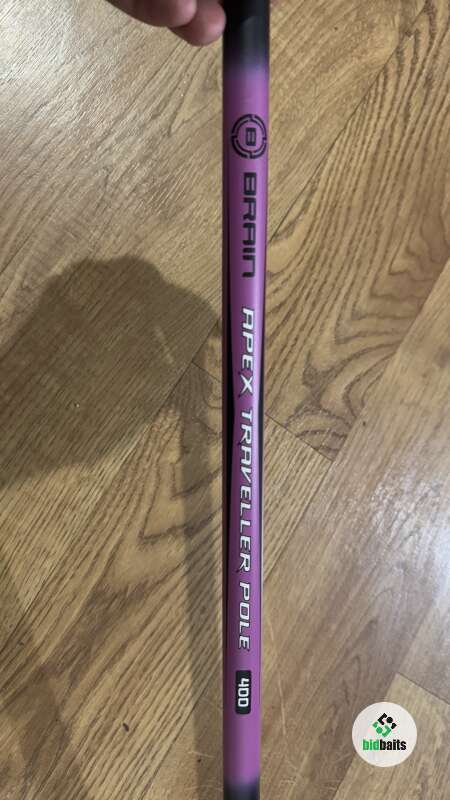 B BRAIN APEX TRAVELLER POLE 400
bidbaits